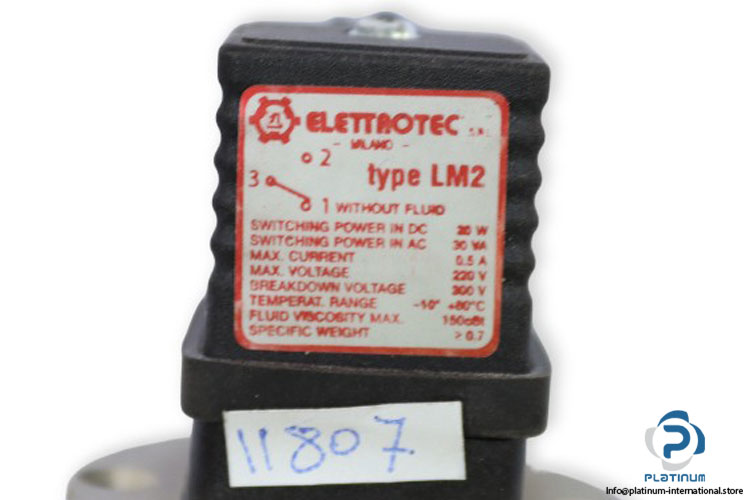 ELETTROTEC s.r.l.
- MILANO -
2
type LM2
3
1 WITHOUT FLUID
SWITCHING POWER IN DC 20 W
SWITCHING POWER IN AC 30 VA
MAX. CURRENT 0.5 A
MAX. VOLTAGE 220 V
BREAKDOWN VOLTAGE 300 V
TEMPERAT. RANGE -10° +80°C
FLUID VISCOSITY MAX. 150cSt
SPECIFIC WEIGHT > 0.7
11807
PLATINUM
Info@platinum-international.store